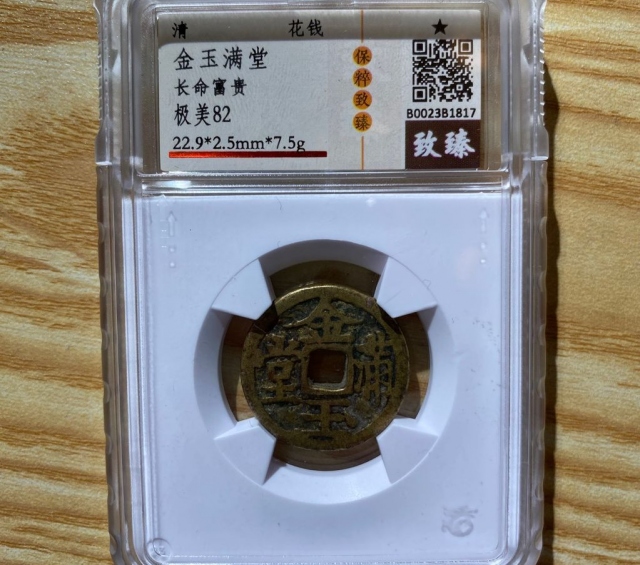 清 花钱
金玉满堂
长命富贵
极美82
22.9*2.5mm*7.5g
保粹致臻
B0023B1817
致臻
金玉滿堂